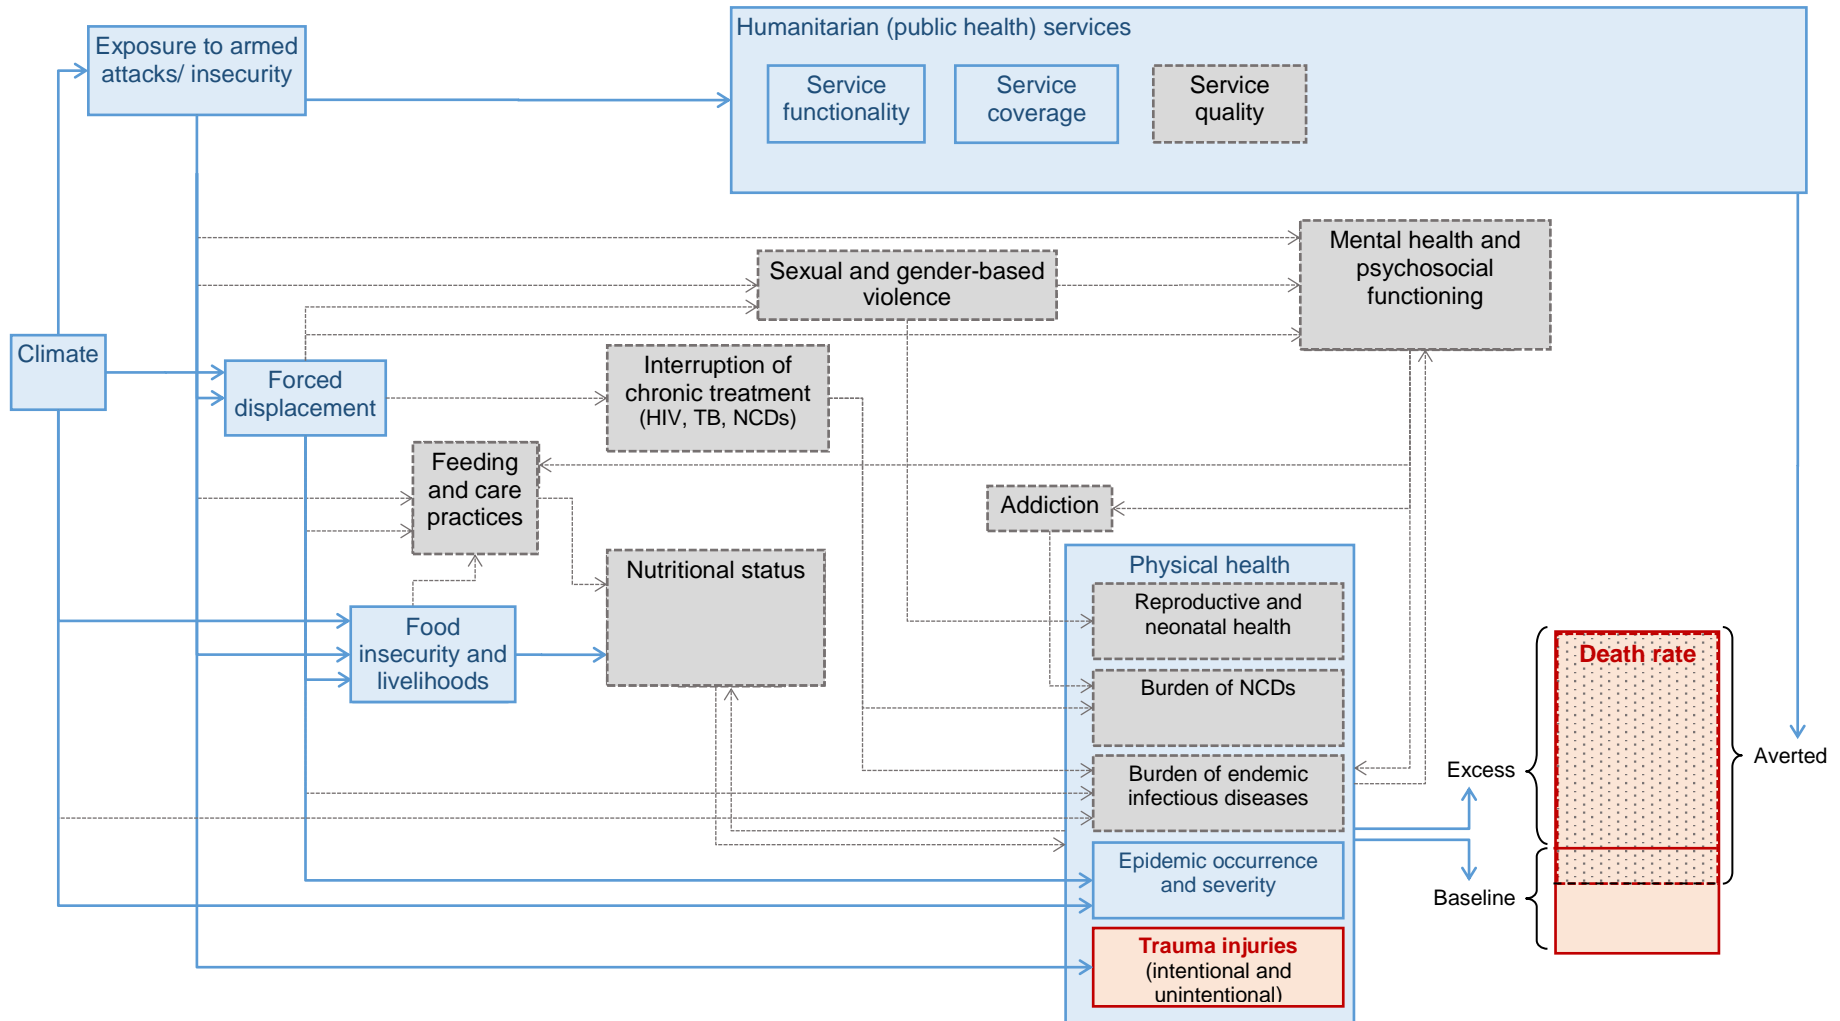 Humanitarian (public health) services
Exposure to armed
attacks/ insecurity
Service
functionality
Service
coverage
Service
quality
Mental health and
psychosocial
functioning
Sexual and gender-based
violence
Climate
Interruption of
chronic treatment
(HIV, TB, NCDs)
Forced
displacement
Feeding
and care
practices
Addiction
Nutritional status
Physical health
Reproductive and
neonatal health
Food
insecurity and
livelihoods
Death rate
Burden of NCDs
Averted
Excess
Burden of endemic
infectious diseases
Epidemic occurrence
and severity
Baseline
Trauma injuries
(intentional and
unintentional)